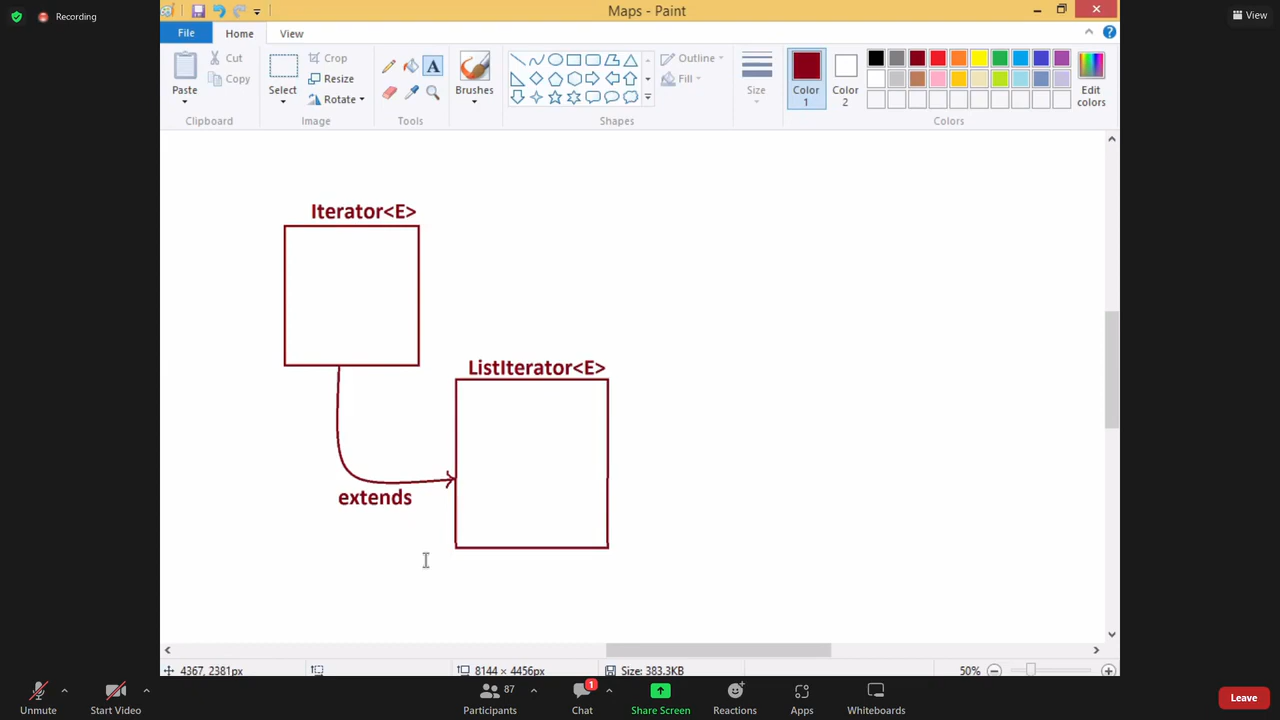 Recording
Maps - Paint
View
File
Home
View
Paste
Cut
Copy
Clipboard
Select
Crop
Resize
Rotate
Image
A
Tools
Brushes
Outline
Fill
Shapes
Size
Color
1
Color
2
Edit
colors
Colors
Iterator<E>
ListIterator<E>
extends
4367, 2381px
8144 × 4456px
Size: 383.3KB
50%
Unmute
Start Video
87
Participants
1
Chat
Share Screen
Reactions
Apps
Whiteboards
Leave